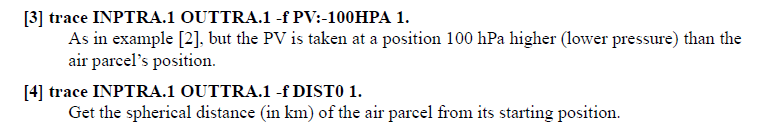 [3] trace INPTRA.1 OUTTRA.1 -f PV:-100HPA 1.
As in example [2], but the PV is taken at a position 100 hPa higher (lower pressure) than the
air parcel’s position.
[4] trace INPTRA.1 OUTTRA.1 -f DIST0 1.
Get the spherical distance (in km) of the air parcel from its starting position.